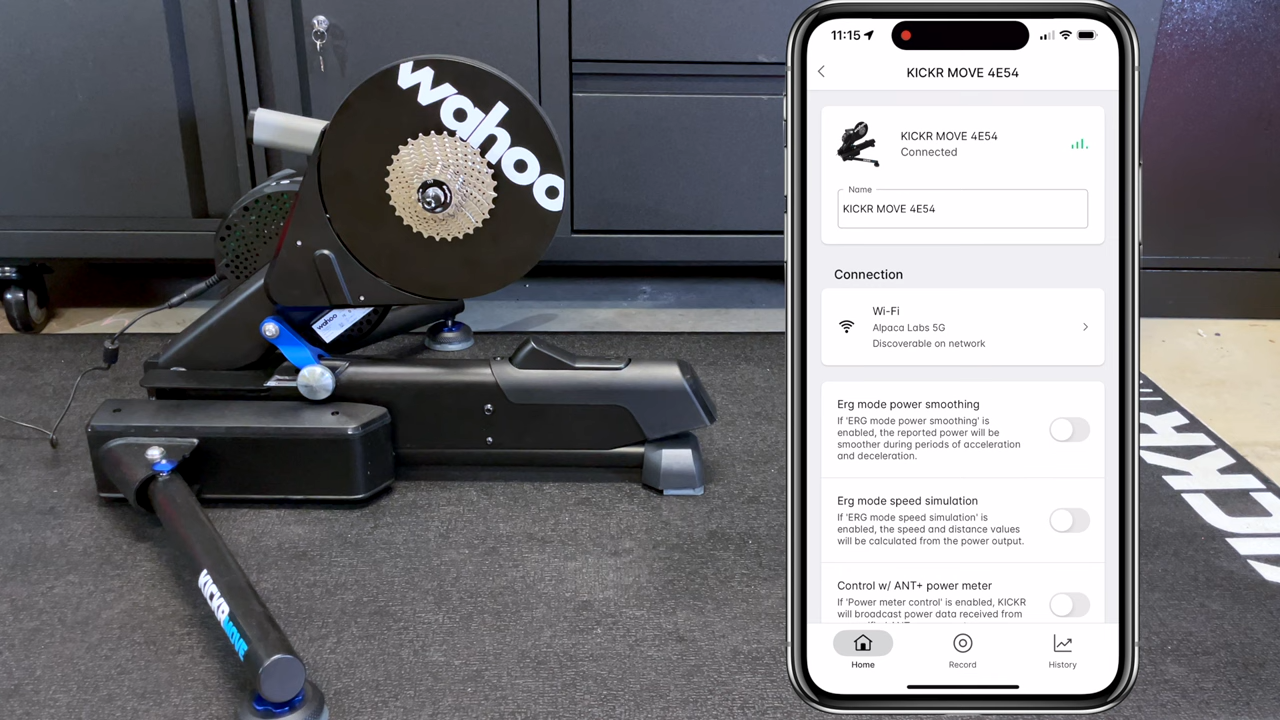 wahoo
wahoo
KICKRMOVE
KICKR
11:15
KICKR MOVE 4E54
KICKR MOVE 4E54
Connected
Name
KICKR MOVE 4E54
Connection
Wi-Fi
Alpaca Labs 5G
Discoverable on network
Erg mode power smoothing
If 'ERG mode power smoothing' is
enabled, the reported power will be
smoother during periods of acceleration
and deceleration.
Erg mode speed simulation
If 'ERG mode speed simulation' is
enabled, the speed and distance values
will be calculated from the power output.
Control w/ ANT+ power meter
If 'Power meter control' is enabled, KICKR
will broadcast power data received from
Home
Record
History